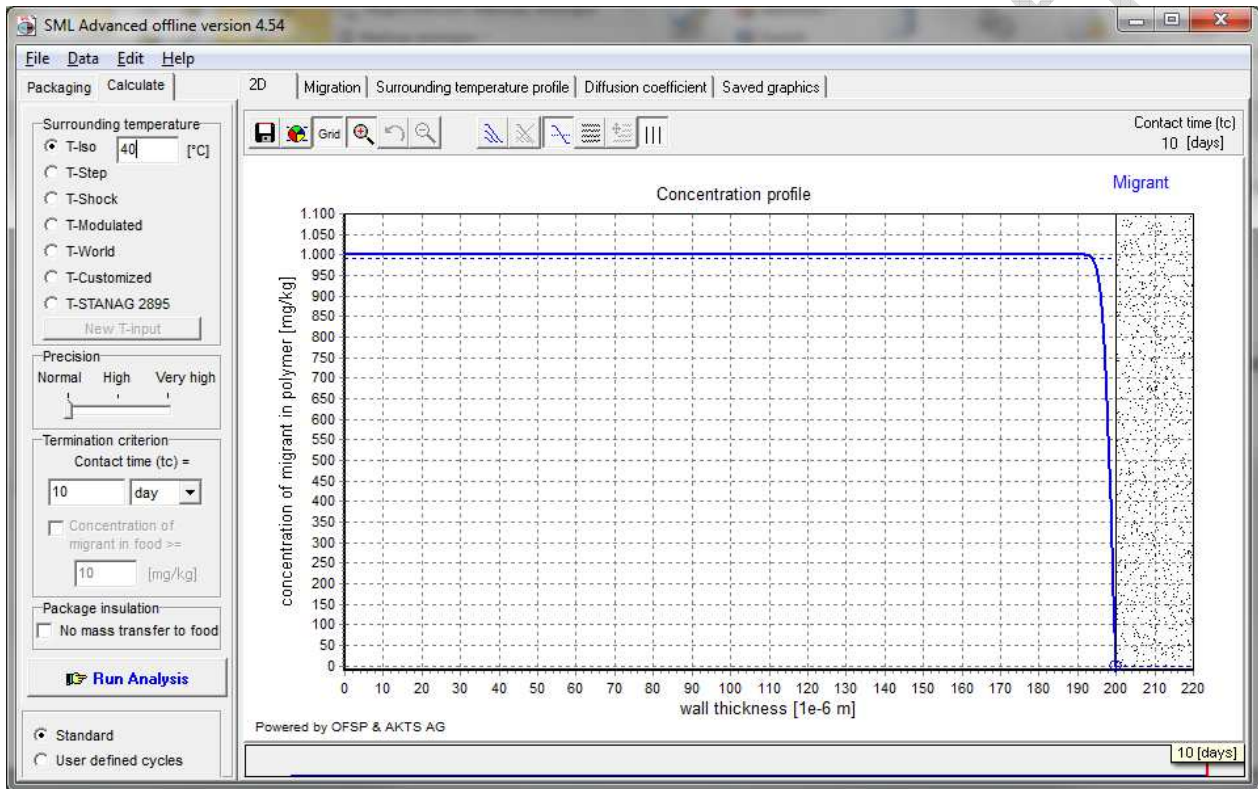 SML Advanced offline version 4.54
File Data Edit Help
Packaging Calculate
2D Migration Surrounding temperature profile Diffusion coefficient Saved graphics
Surrounding temperature
T-Iso 40 [°C]
T-Step
T-Shock
T-Modulated
T-World
T-Customized
T-STANAG 2895
New T-input
Precision
Normal High Very high
Termination criterion
Contact time (tc) =
10 day
Concentration of
migrant in food >=
10 [mg/kg]
Package insulation
No mass transfer to food
Run Analysis
Standard
User defined cycles
Grid
Contact time (tc)
10 [days]
Migrant
Concentration profile
concentration of migrant in polymer [mg/kg]
1.100
1.050
1.000
950
900
850
800
750
700
650
600
550
500
450
400
350
300
250
200
150
100
50
0
0 10 20 30 40 50 60 70 80 90 100 110 120 130 140 150 160 170 180 190 200 210 220
wall thickness [1e-6 m]
Powered by OFSP & AKTS AG
10 [days]